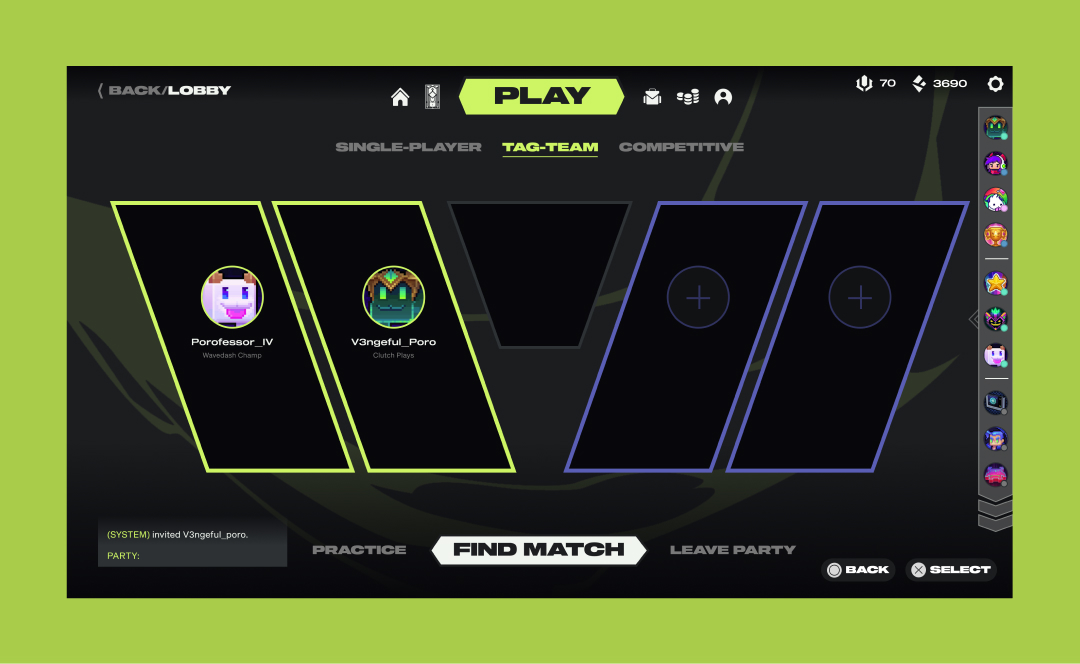 BACK/LOBBY
PLAY
70
3690
SINGLE-PLAYER
TAG-TEAM
COMPETITIVE
Porofessor_IV
Wavedash Champ
V3ngeful_Poro
Clutch Plays
(SYSTEM) invited V3ngeful_poro.
PARTY:
PRACTICE
FIND MATCH
LEAVE PARTY
BACK
SELECT